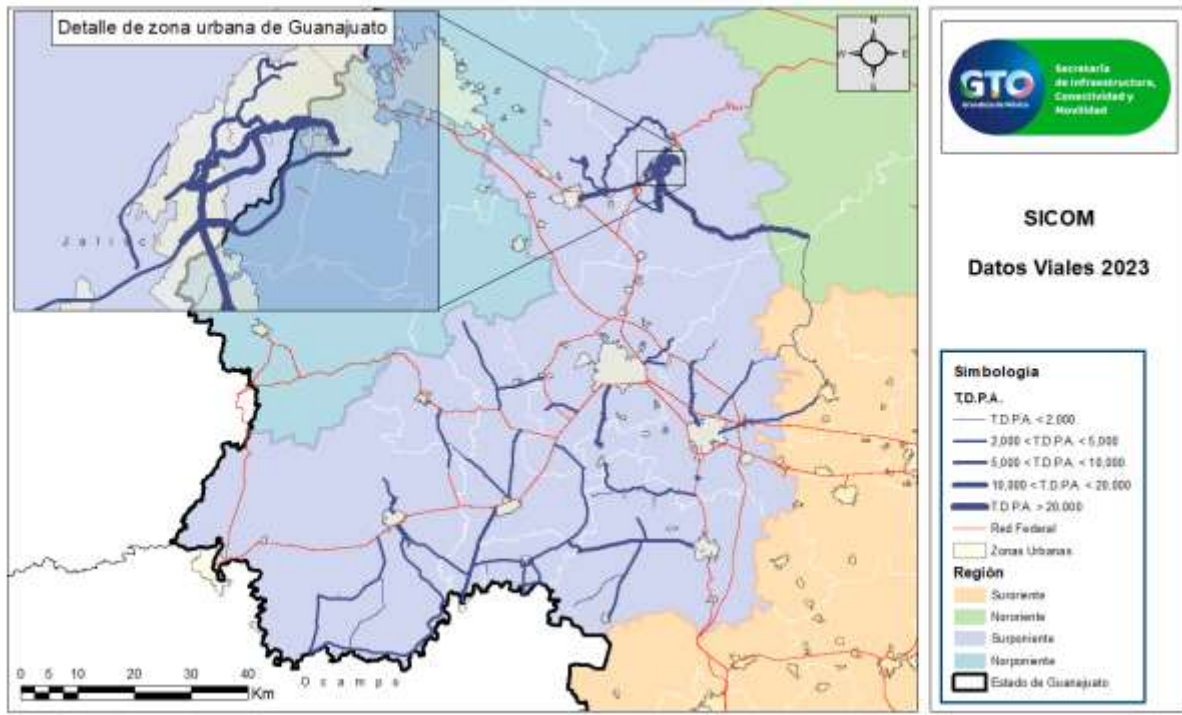 Detalle de zona urbana de Guanajuato
Jalisc
N
W
E
S
GTO
Secretaría
de Infraestructura,
Conectividad y
Movilidad
SICOM
Datos Viales 2023
Simbologia
T.D.P.A.
T.D.P.A. < 2,000
2,000 < T.D.P.A. < 5,000
5,000 < T.D.P.A. < 10,000
10,000 < T.D.P.A. < 20,000
T.D.P.A. > 20,000
Red Federal
Zonas Urbanas
Región
Suroriente
Nororiente
Surponiente
Norponiente
Estado de Guanajuato
0 5 10 20 30 40
Km
Ocampo